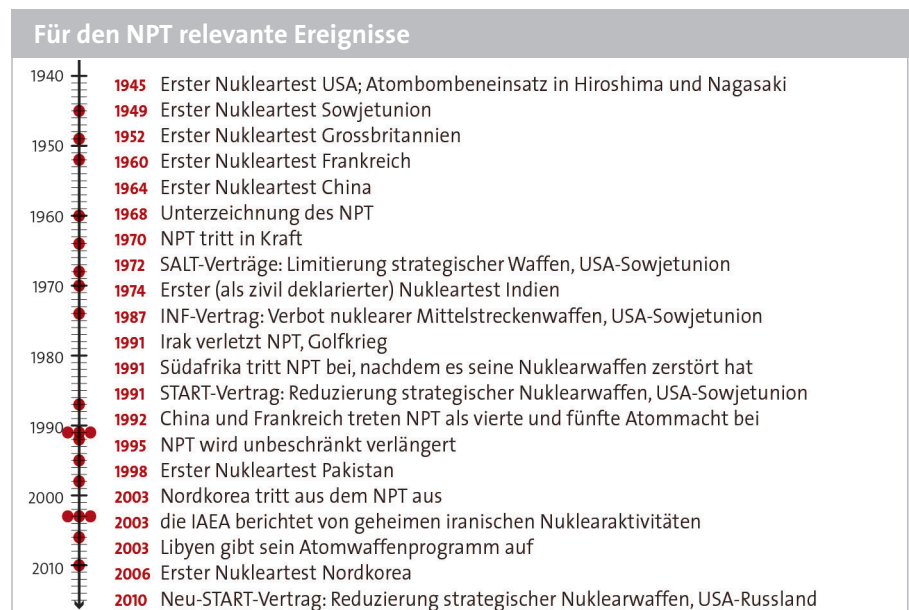 Für den NPT relevante Ereignisse
1940
1950
1960
1970
1980
1990
2000
2010
1945 Erster Nukleartest USA; Atombombeneinsatz in Hiroshima und Nagasaki
1949 Erster Nukleartest Sowjetunion
1952 Erster Nukleartest Grossbritannien
1960 Erster Nukleartest Frankreich
1964 Erster Nukleartest China
1968 Unterzeichnung des NPT
1970 NPT tritt in Kraft
1972 SALT-Verträge: Limitierung strategischer Waffen, USA-Sowjetunion
1974 Erster (als zivil deklarierter) Nukleartest Indien
1987 INF-Vertrag: Verbot nuklearer Mittelstreckenwaffen, USA-Sowjetunion
1991 Irak verletzt NPT, Golfkrieg
1991 Südafrika tritt NPT bei, nachdem es seine Nuklearwaffen zerstört hat
1991 START-Vertrag: Reduzierung strategischer Nuklearwaffen, USA-Sowjetunion
1992 China und Frankreich treten NPT als vierte und fünfte Atommacht bei
1995 NPT wird unbeschränkt verlängert
1998 Erster Nukleartest Pakistan
2003 Nordkorea tritt aus dem NPT aus
2003 die IAEA berichtet von geheimen iranischen Nuklearaktivitäten
2003 Libyen gibt sein Atomwaffenprogramm auf
2006 Erster Nukleartest Nordkorea
2010 Neu-START-Vertrag: Reduzierung strategischer Nuklearwaffen, USA-Russland